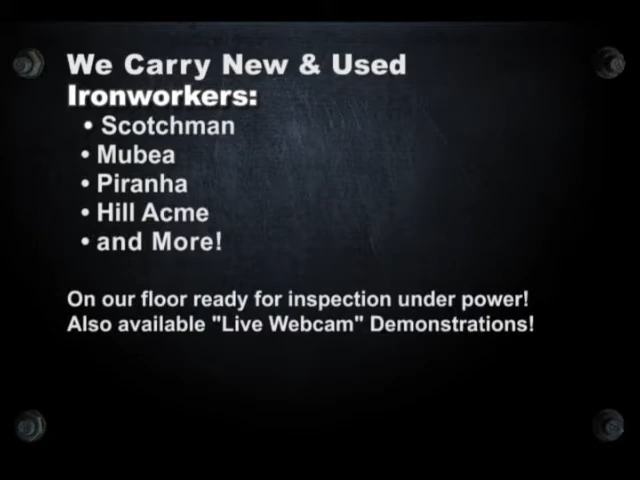 We Carry New & Used
Ironworkers:
• Scotchman
• Mubea
• Piranha
• Hill Acme
• and More!
On our floor ready for inspection under power!
Also available "Live Webcam" Demonstrations!